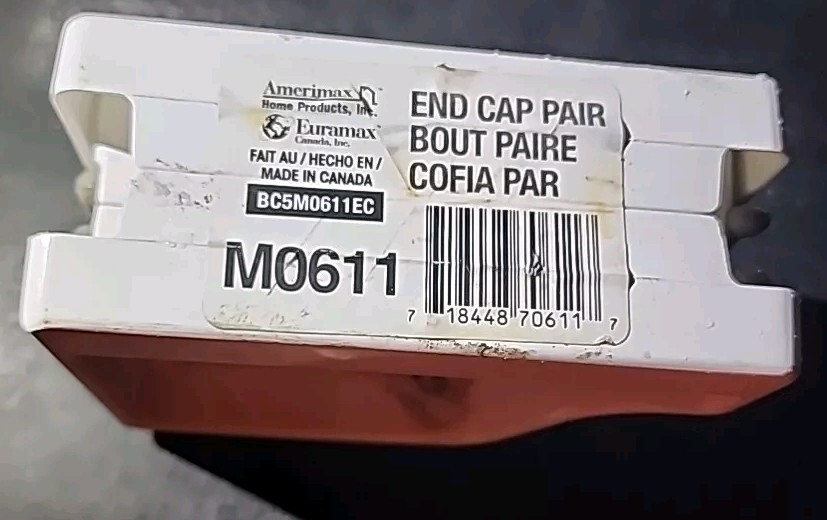 Amerimax
Home Products, Inc.
Euramax
Canada, Inc.
FAIT AU / HECHO EN /
MADE IN CANADA
BC5M0611EC
M0611
END CAP PAIR
BOUT PAIRE
COFIA PAR
7 18448 70611 7